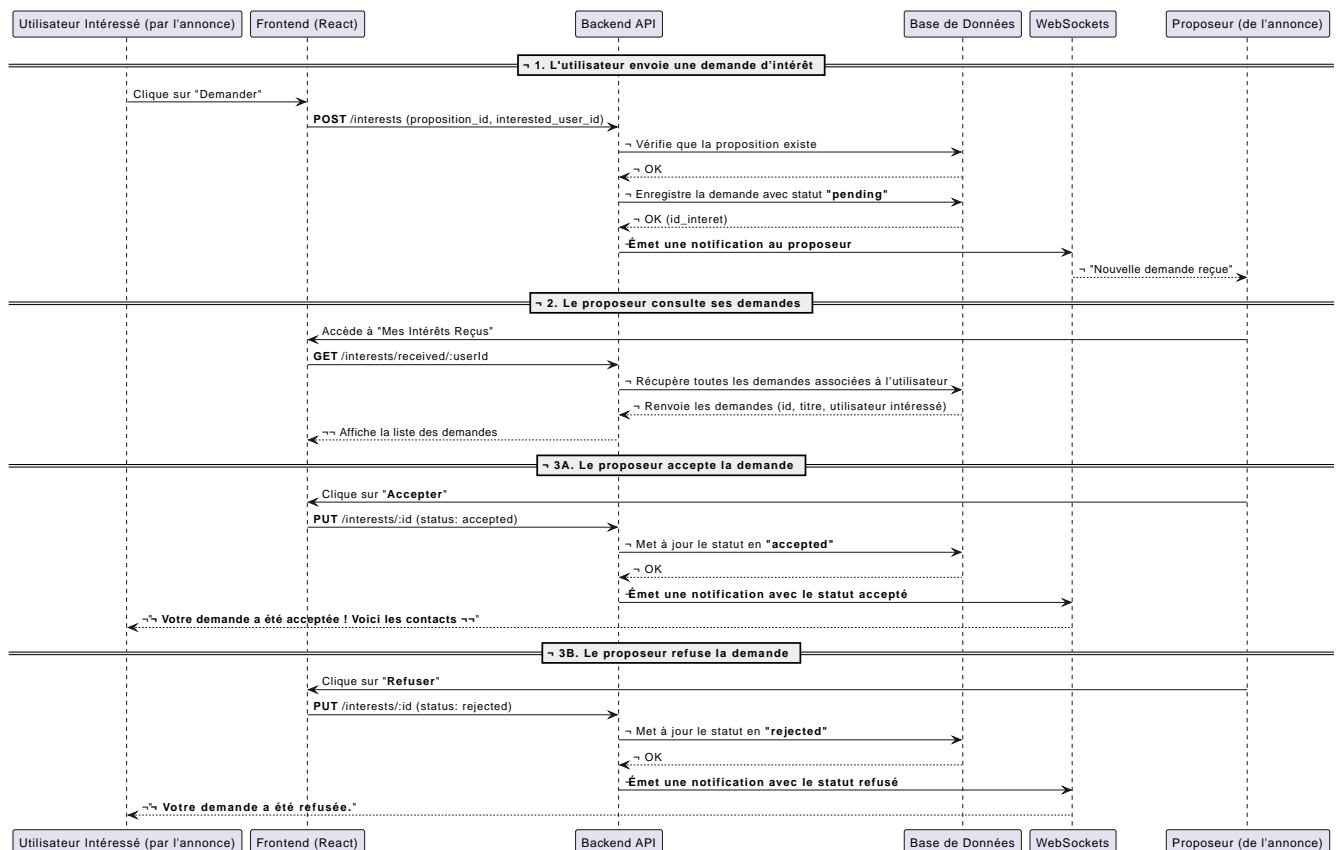 Utilisateur Intéressé (par l'annonce) Frontend (React) Backend API Base de Données WebSockets Proposeur (de l'annonce)
¬ 1. L'utilisateur envoie une demande d'intérêt
Clique sur "Demander"
POST /interests (proposition_id, interested_user_id)
¬ Vérifie que la proposition existe
¬ OK
¬ Enregistre la demande avec statut "pending"
¬ OK (id_interet)
¬Émet une notification au proposeur
¬ "Nouvelle demande reçue"
¬ 2. Le proposeur consulte ses demandes
Accède à "Mes Intérêts Reçus"
GET /interests/received/:userId
¬ Récupère toutes les demandes associées à l'utilisateur
¬ Renvoie les demandes (id, titre, utilisateur intéressé)
¬¬ Affiche la liste des demandes
¬ 3A. Le proposeur accepte la demande
Clique sur "Accepter"
PUT /interests/:id (status: accepted)
¬ Met à jour le statut en "accepted"
¬ OK
¬Émet une notification avec le statut accepté
¬"¬ Votre demande a été acceptée ! Voici les contacts ¬¬"
¬ 3B. Le proposeur refuse la demande
Clique sur "Refuser"
PUT /interests/:id (status: rejected)
¬ Met à jour le statut en "rejected"
¬ OK
¬Émet une notification avec le statut refusé
¬"¬ Votre demande a été refusée."
Utilisateur Intéressé (par l'annonce) Frontend (React) Backend API Base de Données WebSockets Proposeur (de l'annonce)